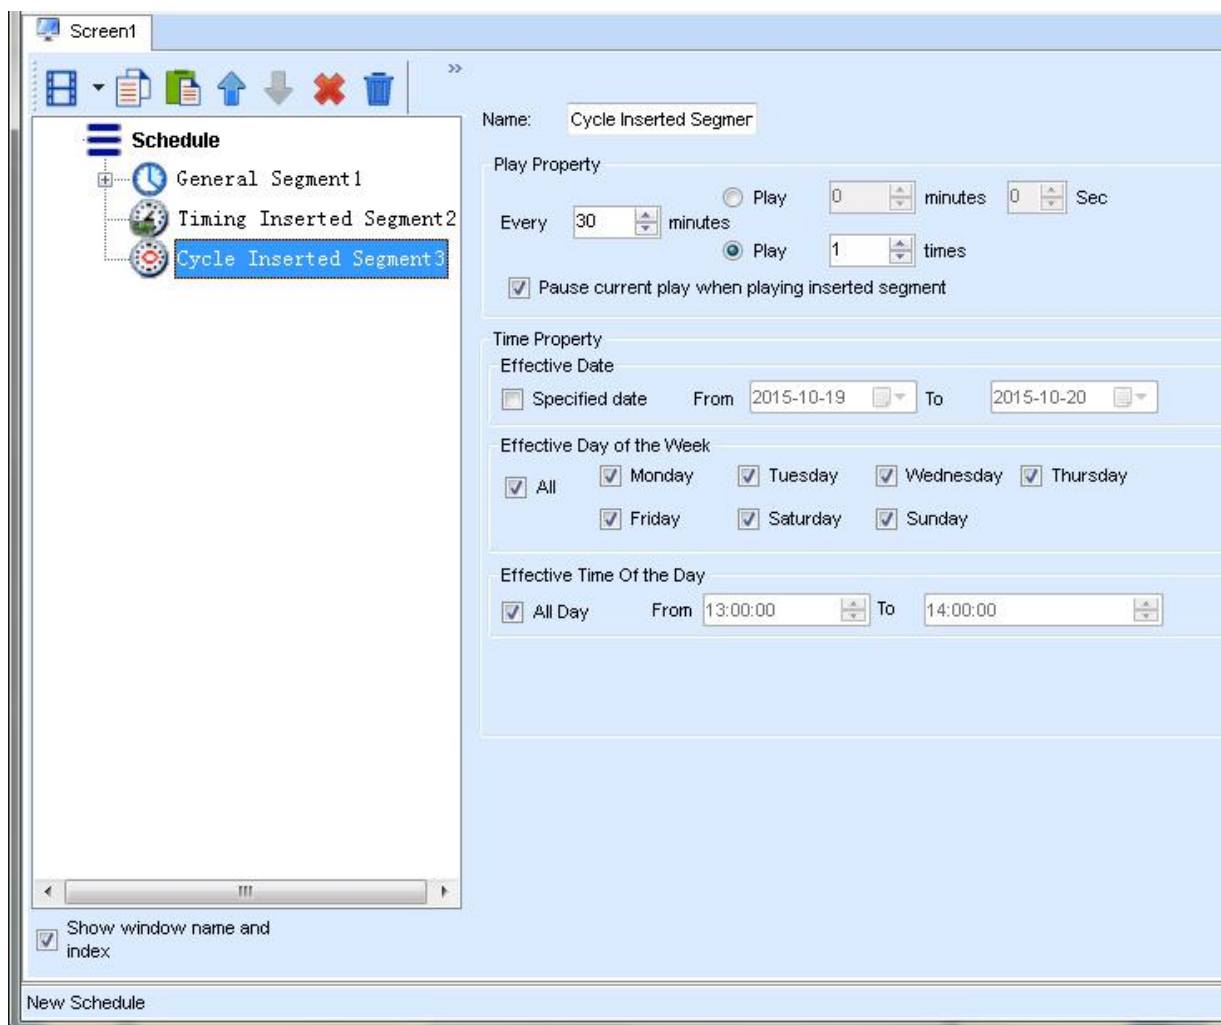 Screen1
»
Schedule
General Segment1
Timing Inserted Segment2
Cycle Inserted Segment3
Show window name and
index
Name: Cycle Inserted Segmer
Play Property
Play 0 minutes 0 Sec
Every 30 minutes
Play 1 times
Pause current play when playing inserted segment
Time Property
Effective Date
Specified date From 2015-10-19 To 2015-10-20
Effective Day of the Week
All Monday Tuesday Wednesday Thursday
Friday Saturday Sunday
Effective Time Of the Day
All Day From 13:00:00 To 14:00:00
New Schedule